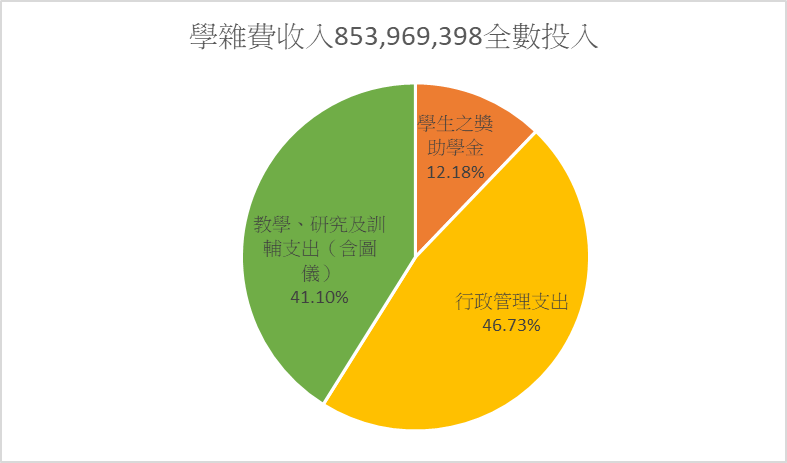 學雜費收入853,969,398全數投入
學生之獎
助學金
12.18%
行政管理支出
46.73%
教學、研究及訓
輔支出（含圖
儀）
41.10%